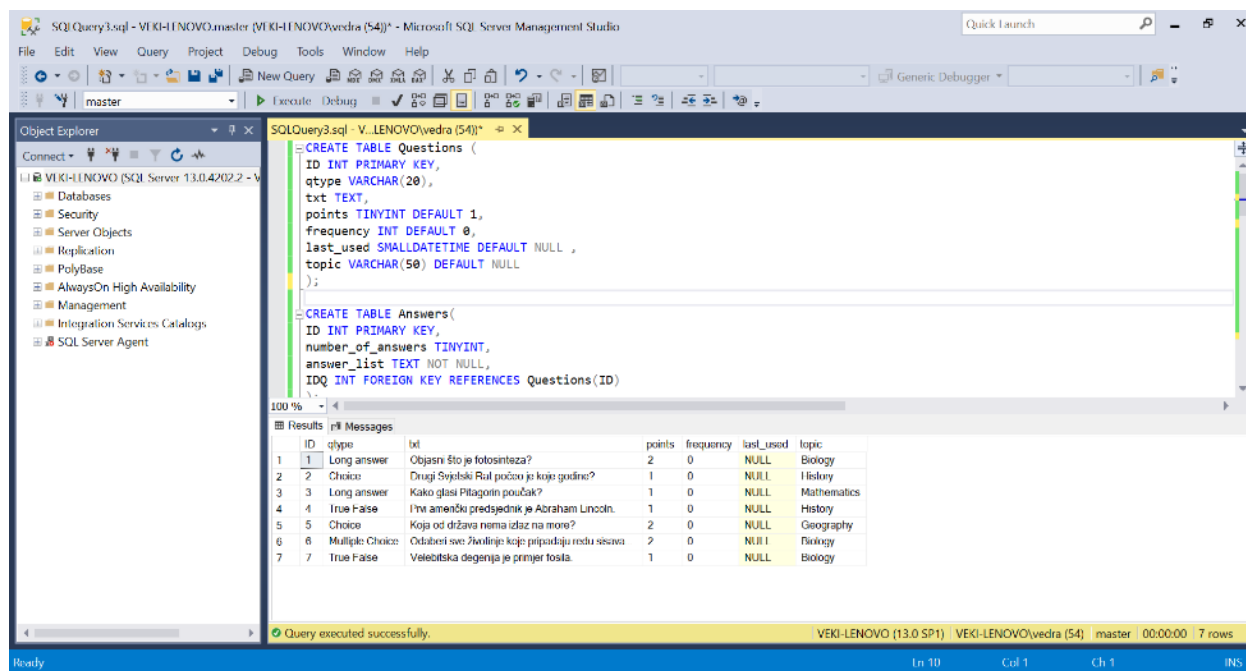 SQLQuery3.sql - VEKI-LENOVO.master (VEKI-LENOVO\vedra (54))* - Microsoft SQL Server Management Studio
Quick Launch
File Edit View Query Project Debug Tools Window Help
New Query
Generic Debugger
master
Execute Debug
Object Explorer
Connect
VEKI-LENOVO (SQL Server 13.0.4202.2 - V
Databases
Security
Server Objects
Replication
PolyBase
AlwaysOn High Availability
Management
Integration Services Catalogs
SQL Server Agent
SQLQuery3.sql - V...LENOVO\vedra (54))*
CREATE TABLE Questions (
ID INT PRIMARY KEY,
qtype VARCHAR(20),
txt TEXT,
points TINYINT DEFAULT 1,
frequency INT DEFAULT 0,
last_used SMALLDATETIME DEFAULT NULL ,
topic VARCHAR(50) DEFAULT NULL
);
CREATE TABLE Answers(
ID INT PRIMARY KEY,
number_of_answers TINYINT,
answer_list TEXT NOT NULL,
IDQ INT FOREIGN KEY REFERENCES Questions(ID)
);
100 %
Results Messages
ID qtype txt points frequency last_used topic
1 1 Long answer Objasni što je fotosinteza? 2 0 NULL Biology
2 2 Choice Drugi Svjetski Rat počeo je koje godine? 1 0 NULL History
3 3 Long answer Kako glasi Pitagorin poučak? 1 0 NULL Mathematics
4 4 True False Prvi američki predsjednik je Abraham Lincoln. 1 0 NULL History
5 5 Choice Koja od država nema izlaz na more? 2 0 NULL Geography
6 6 Multiple Choice Odaberi sve životinje koje pripadaju redu sisava. 2 0 NULL Biology
7 7 True False Velebitska degenija je primjer fosila. 1 0 NULL Biology
Query executed successfully.
VEKI-LENOVO (13.0 SP1) VEKI-LENOVO\vedra (54) master 00:00:00 7 rows
Ready Ln 10 Col 1 Ch 1 INS